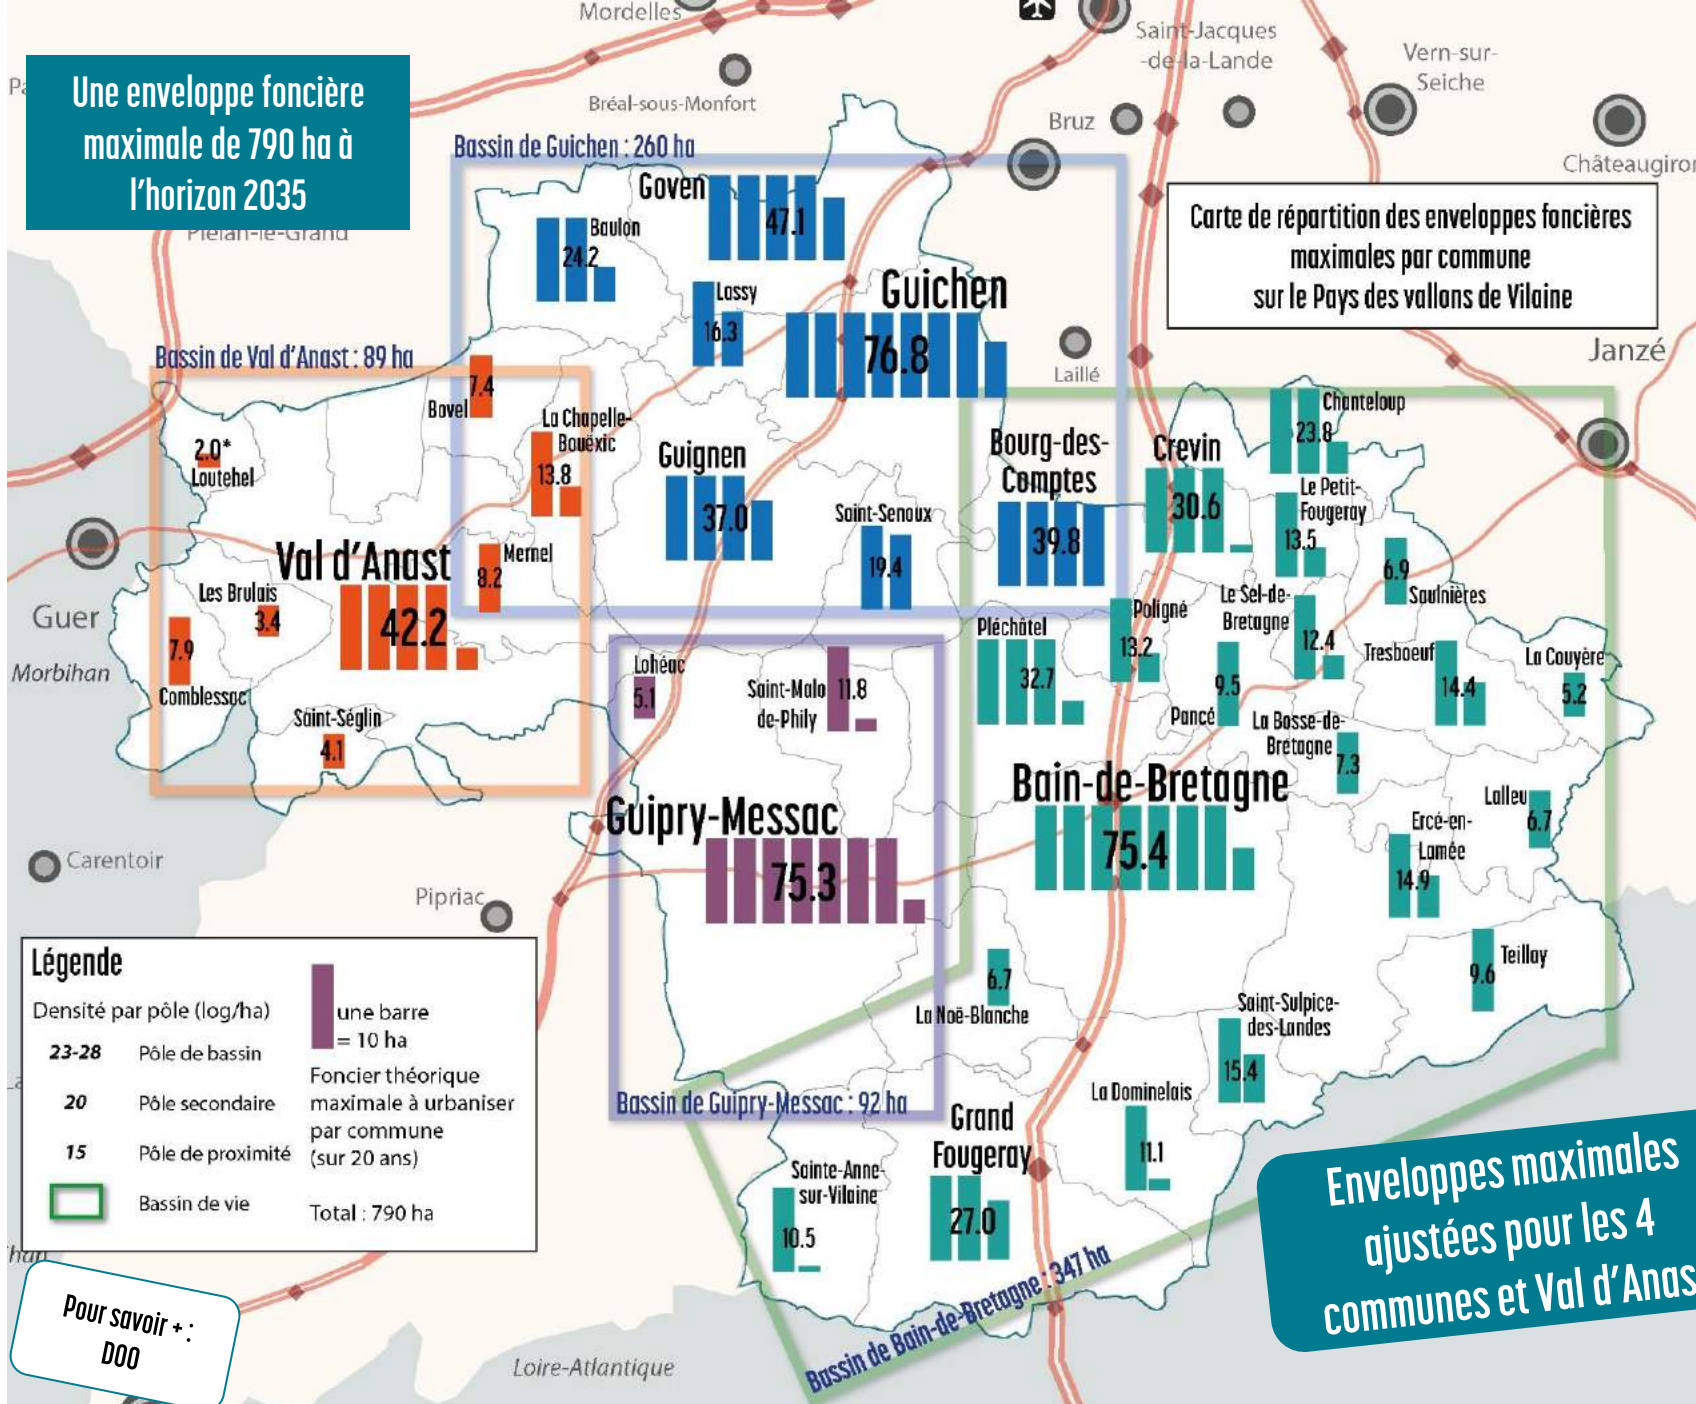 Mordelles
Saint-Jacques
-de-la-Lande
Vern-sur-
Seiche
Une enveloppe foncière
maximale de 790 ha à
l'horizon 2035
Bréal-sous-Monfort
Bruz
Châteaugiron
Bassin de Guichen : 260 ha
Plélan-le-Grand
Carte de répartition des enveloppes foncières
maximales par commune
sur le Pays des vallons de Vilaine
Goven
47.1
Baulon
24.2
Lassy
16.3
Guichen
76.8
Laillé
Janzé
Bassin de Val d'Anast : 89 ha
7.4
Bovel
La Chapelle-
Bouëxic
13.8
2.0*
Loutehel
Guignen
37.0
Saint-Senoux
19.4
Bourg-des-
Comptes
39.8
Crevin
30.6
Chanteloup
23.8
Le Petit-
Fougeray
13.5
Val d'Anast
42.2
Mernel
8.2
Les Brulais
3.4
7.9
Comblessac
Saint-Séglin
4.1
Guer
Morbihan
6.9
Saulnières
Le Sel-de-
Bretagne
12.4
Poligné
13.2
Pléchâtel
32.7
9.5
Pancé
Tresboeuf
14.4
La Couyère
5.2
La Bosse-de-
Bretagne
7.3
Lohéac
5.1
Saint-Malo
de-Phily
11.8
Guipry-Messac
75.3
Bain-de-Bretagne
75.4
Lalleu
6.7
Ercé-en-
Lamée
14.9
Teillay
9.6
Carentoir
Pipriac
6.7
La Noë-Blanche
Saint-Sulpice-
des-Landes
15.4
La Dominelais
11.1
Bassin de Guipry-Messac : 92 ha
Grand
Fougeray
27.0
Sainte-Anne-
sur-Vilaine
10.5
Bassin de Bain-de-Bretagne : 347 ha
Légende
Densité par pôle (log/ha)
23-28 Pôle de bassin
20 Pôle secondaire
15 Pôle de proximité
Bassin de vie
une barre
= 10 ha
Foncier théorique
maximale à urbaniser
par commune
(sur 20 ans)
Total : 790 ha
Enveloppes maximales
ajustées pour les 4
communes et Val d'Anas
Pour savoir + :
DOO
Loire-Atlantique